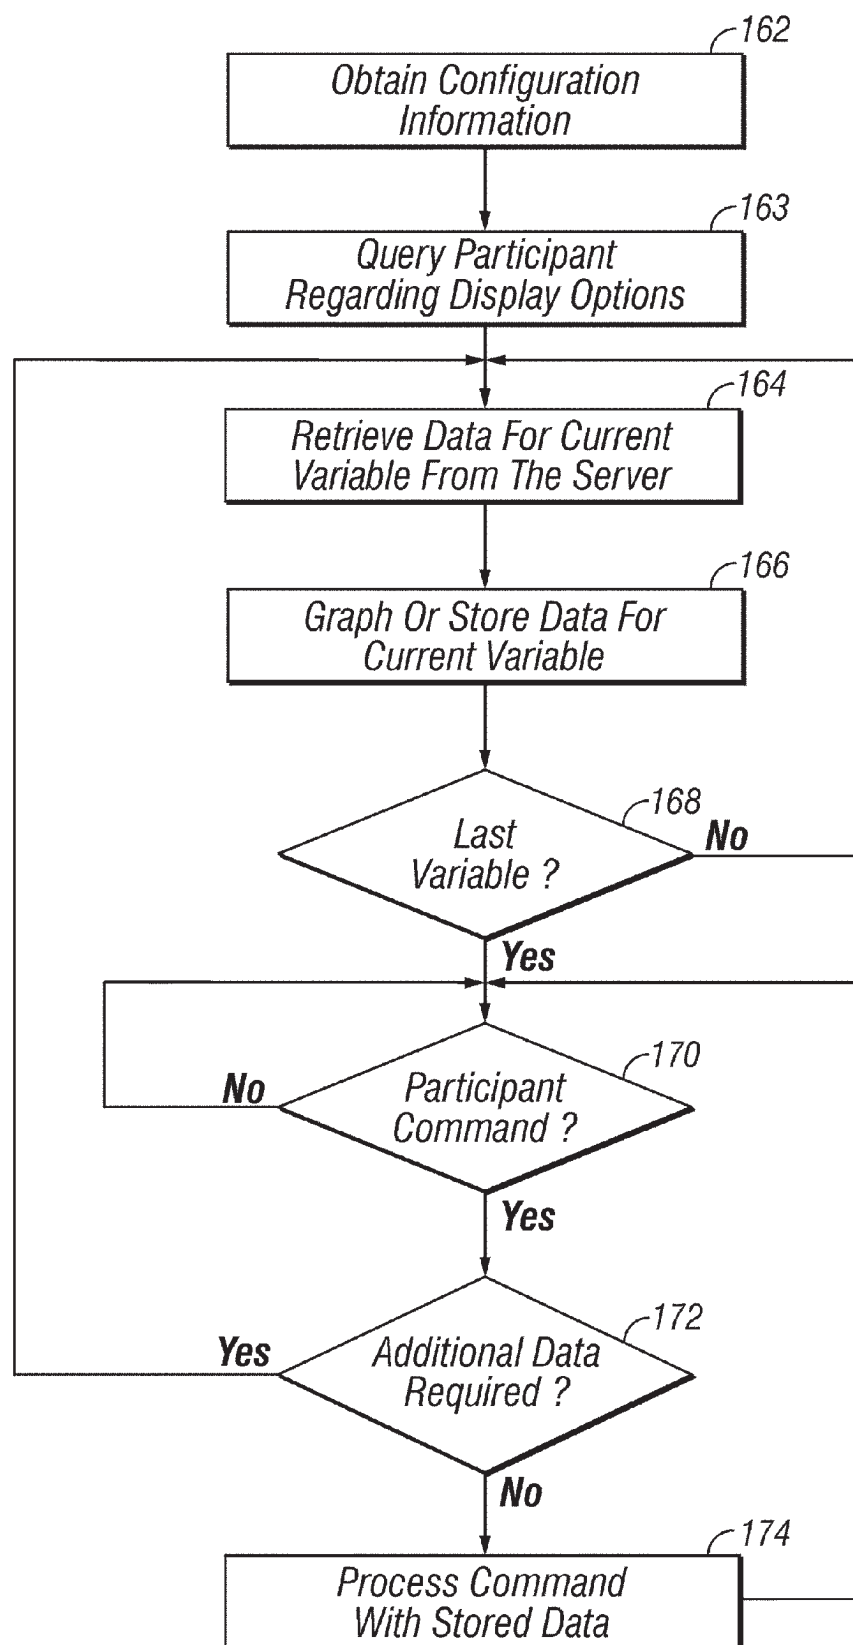 162
Obtain Configuration
Information
163
Query Participant
Regarding Display Options
164
Retrieve Data For Current
Variable From The Server
166
Graph Or Store Data For
Current Variable
168
Last
Variable ?
No
Yes
170
Participant
Command ?
No
Yes
172
Additional Data
Required ?
Yes
No
174
Process Command
With Stored Data